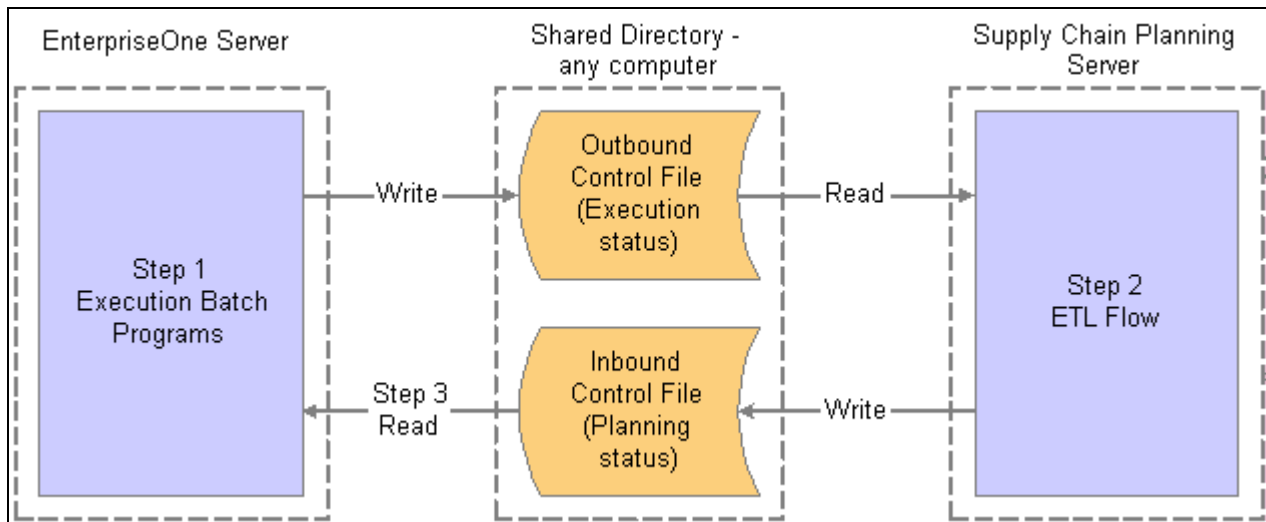 EnterpriseOne Server
Shared Directory -
any computer
Supply Chain Planning
Server
Step 1
Execution Batch
Programs
Write
Outbound
Control File
(Execution
status)
Read
Step 2
ETL Flow
Step 3
Read
Inbound
Control File
(Planning
status)
Write